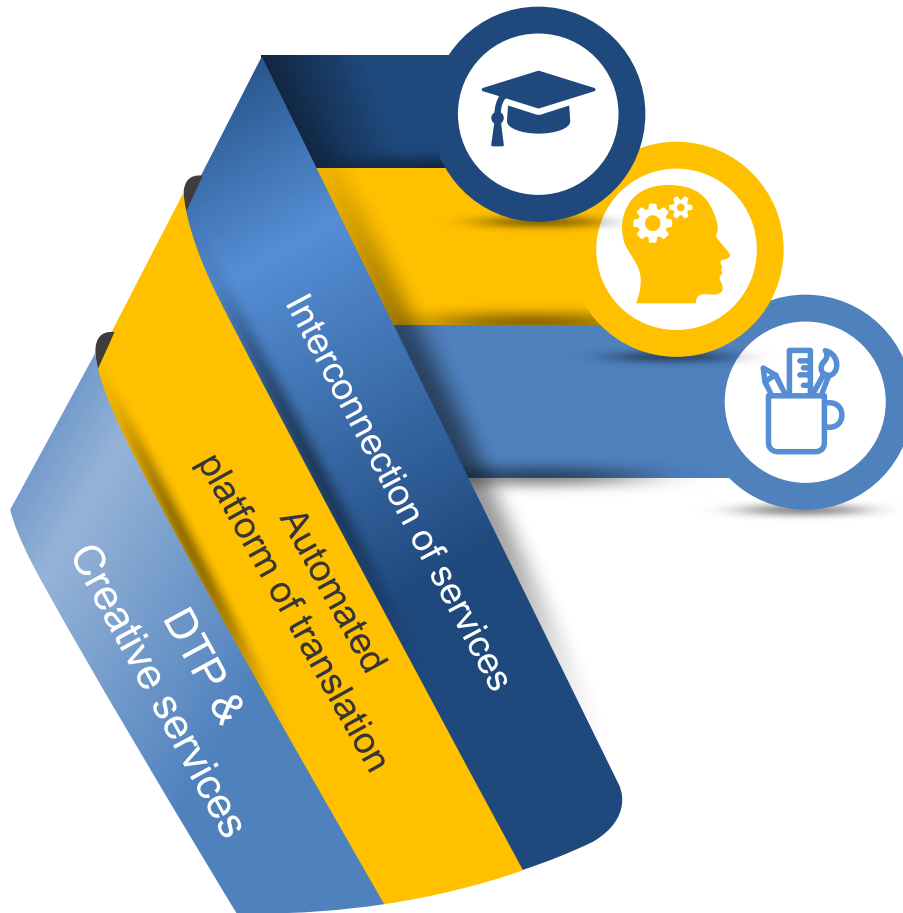 Interconnection of services
Automated
platform of translation
DTP &
Creative services